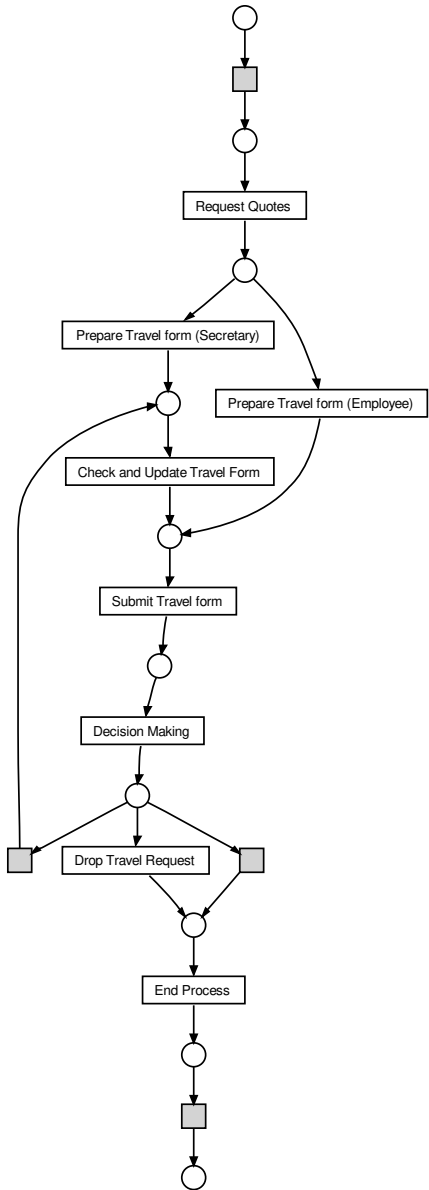 Request Quotes
Prepare Travel form (Secretary)
Prepare Travel form (Employee)
Check and Update Travel Form
Submit Travel form
Decision Making
Drop Travel Request
End Process